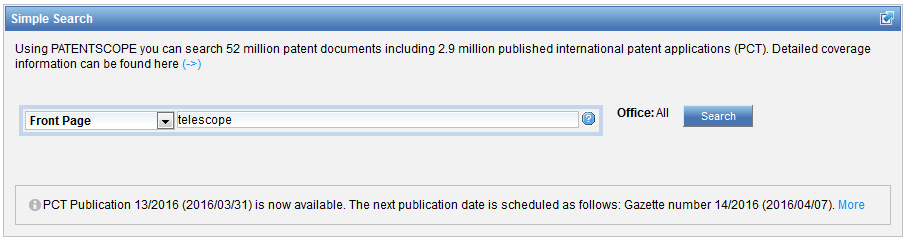 Simple Search
Using PATENTSCOPE you can search 52 million patent documents including 2.9 million published international patent applications (PCT). Detailed coverage
information can be found here (->)
Front Page telescope ? Office: All Search
PCT Publication 13/2016 (2016/03/31) is now available. The next publication date is scheduled as follows: Gazette number 14/2016 (2016/04/07). More